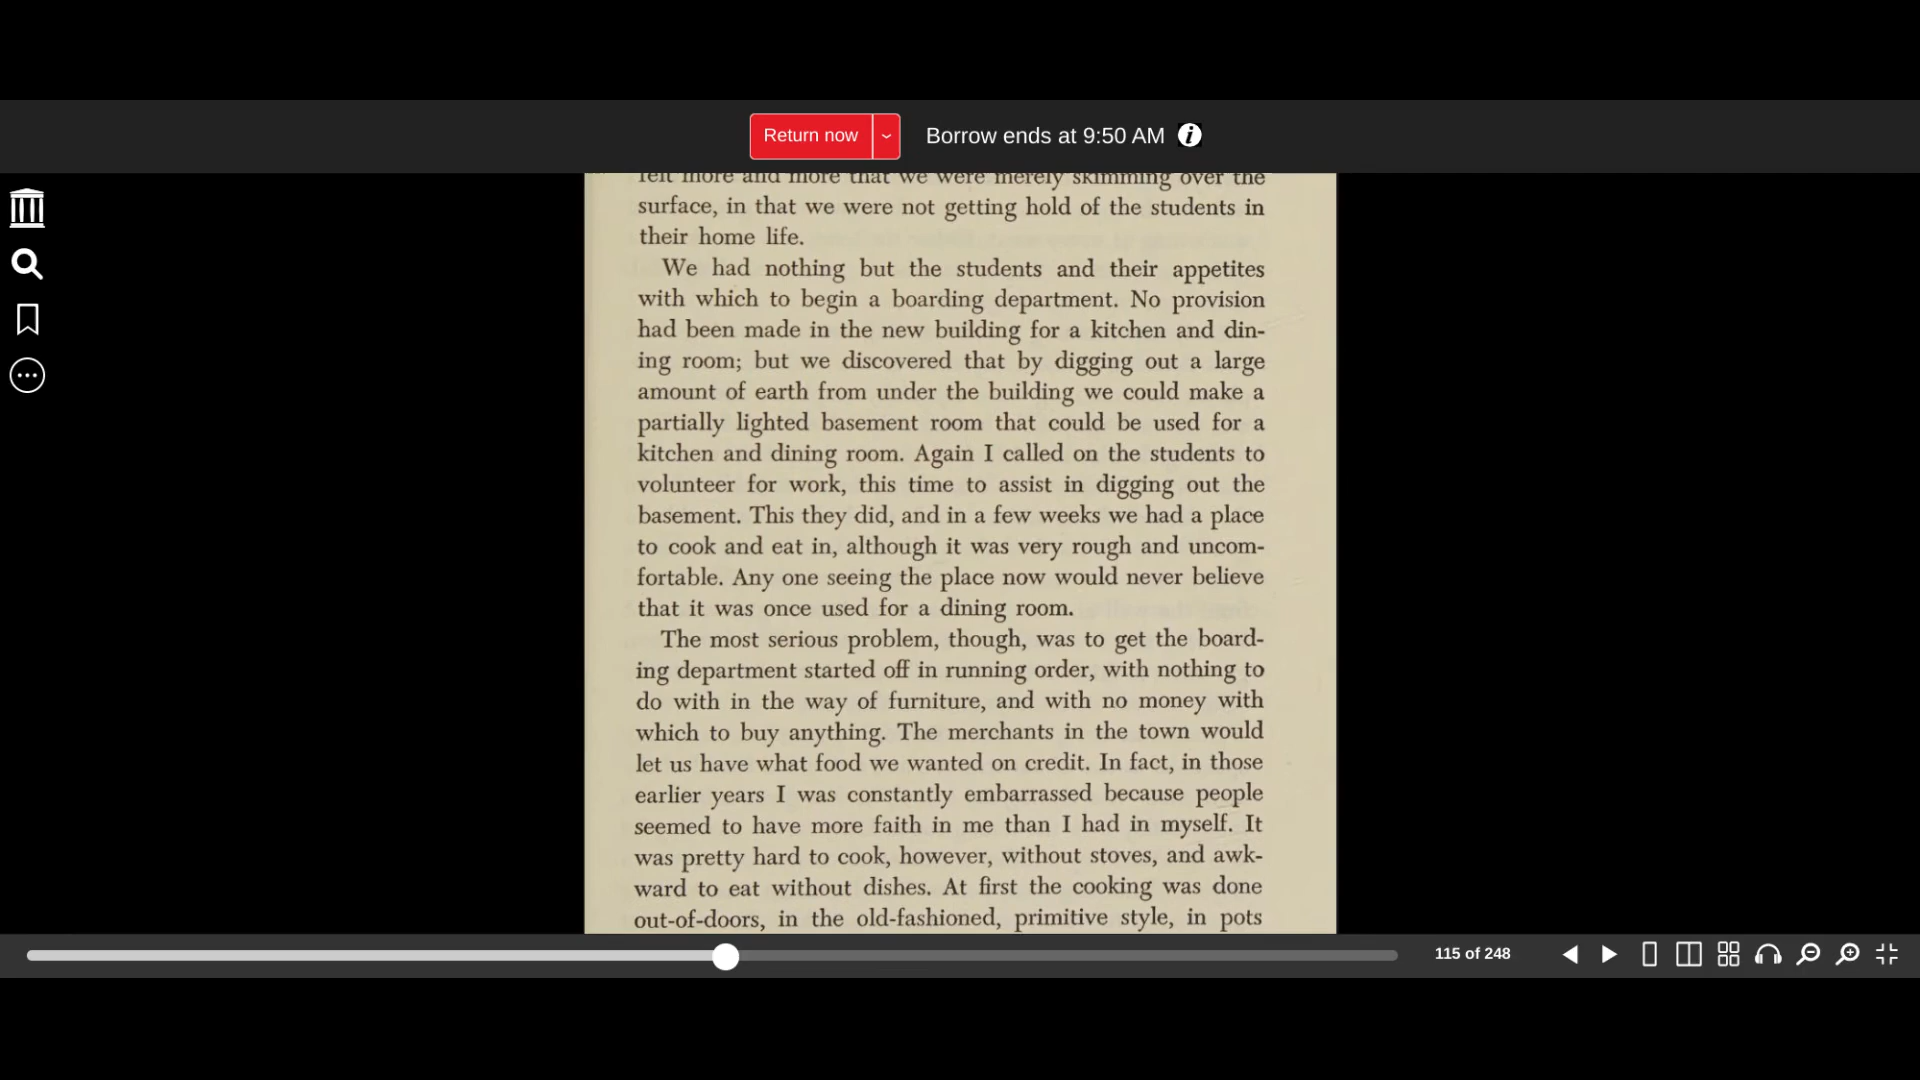 Return now
Borrow ends at 9:50 AM
felt more and more that we were merely skimming over the
surface, in that we were not getting hold of the students in
their home life.
We had nothing but the students and their appetites
with which to begin a boarding department. No provision
had been made in the new building for a kitchen and din-
ing room; but we discovered that by digging out a large
amount of earth from under the building we could make a
partially lighted basement room that could be used for a
kitchen and dining room. Again I called on the students to
volunteer for work, this time to assist in digging out the
basement. This they did, and in a few weeks we had a place
to cook and eat in, although it was very rough and uncom-
fortable. Any one seeing the place now would never believe
that it was once used for a dining room.
The most serious problem, though, was to get the board-
ing department started off in running order, with nothing to
do with in the way of furniture, and with no money with
which to buy anything. The merchants in the town would
let us have what food we wanted on credit. In fact, in those
earlier years I was constantly embarrassed because people
seemed to have more faith in me than I had in myself. It
was pretty hard to cook, however, without stoves, and awk-
ward to eat without dishes. At first the cooking was done
out-of-doors, in the old-fashioned, primitive style, in pots
115 of 248